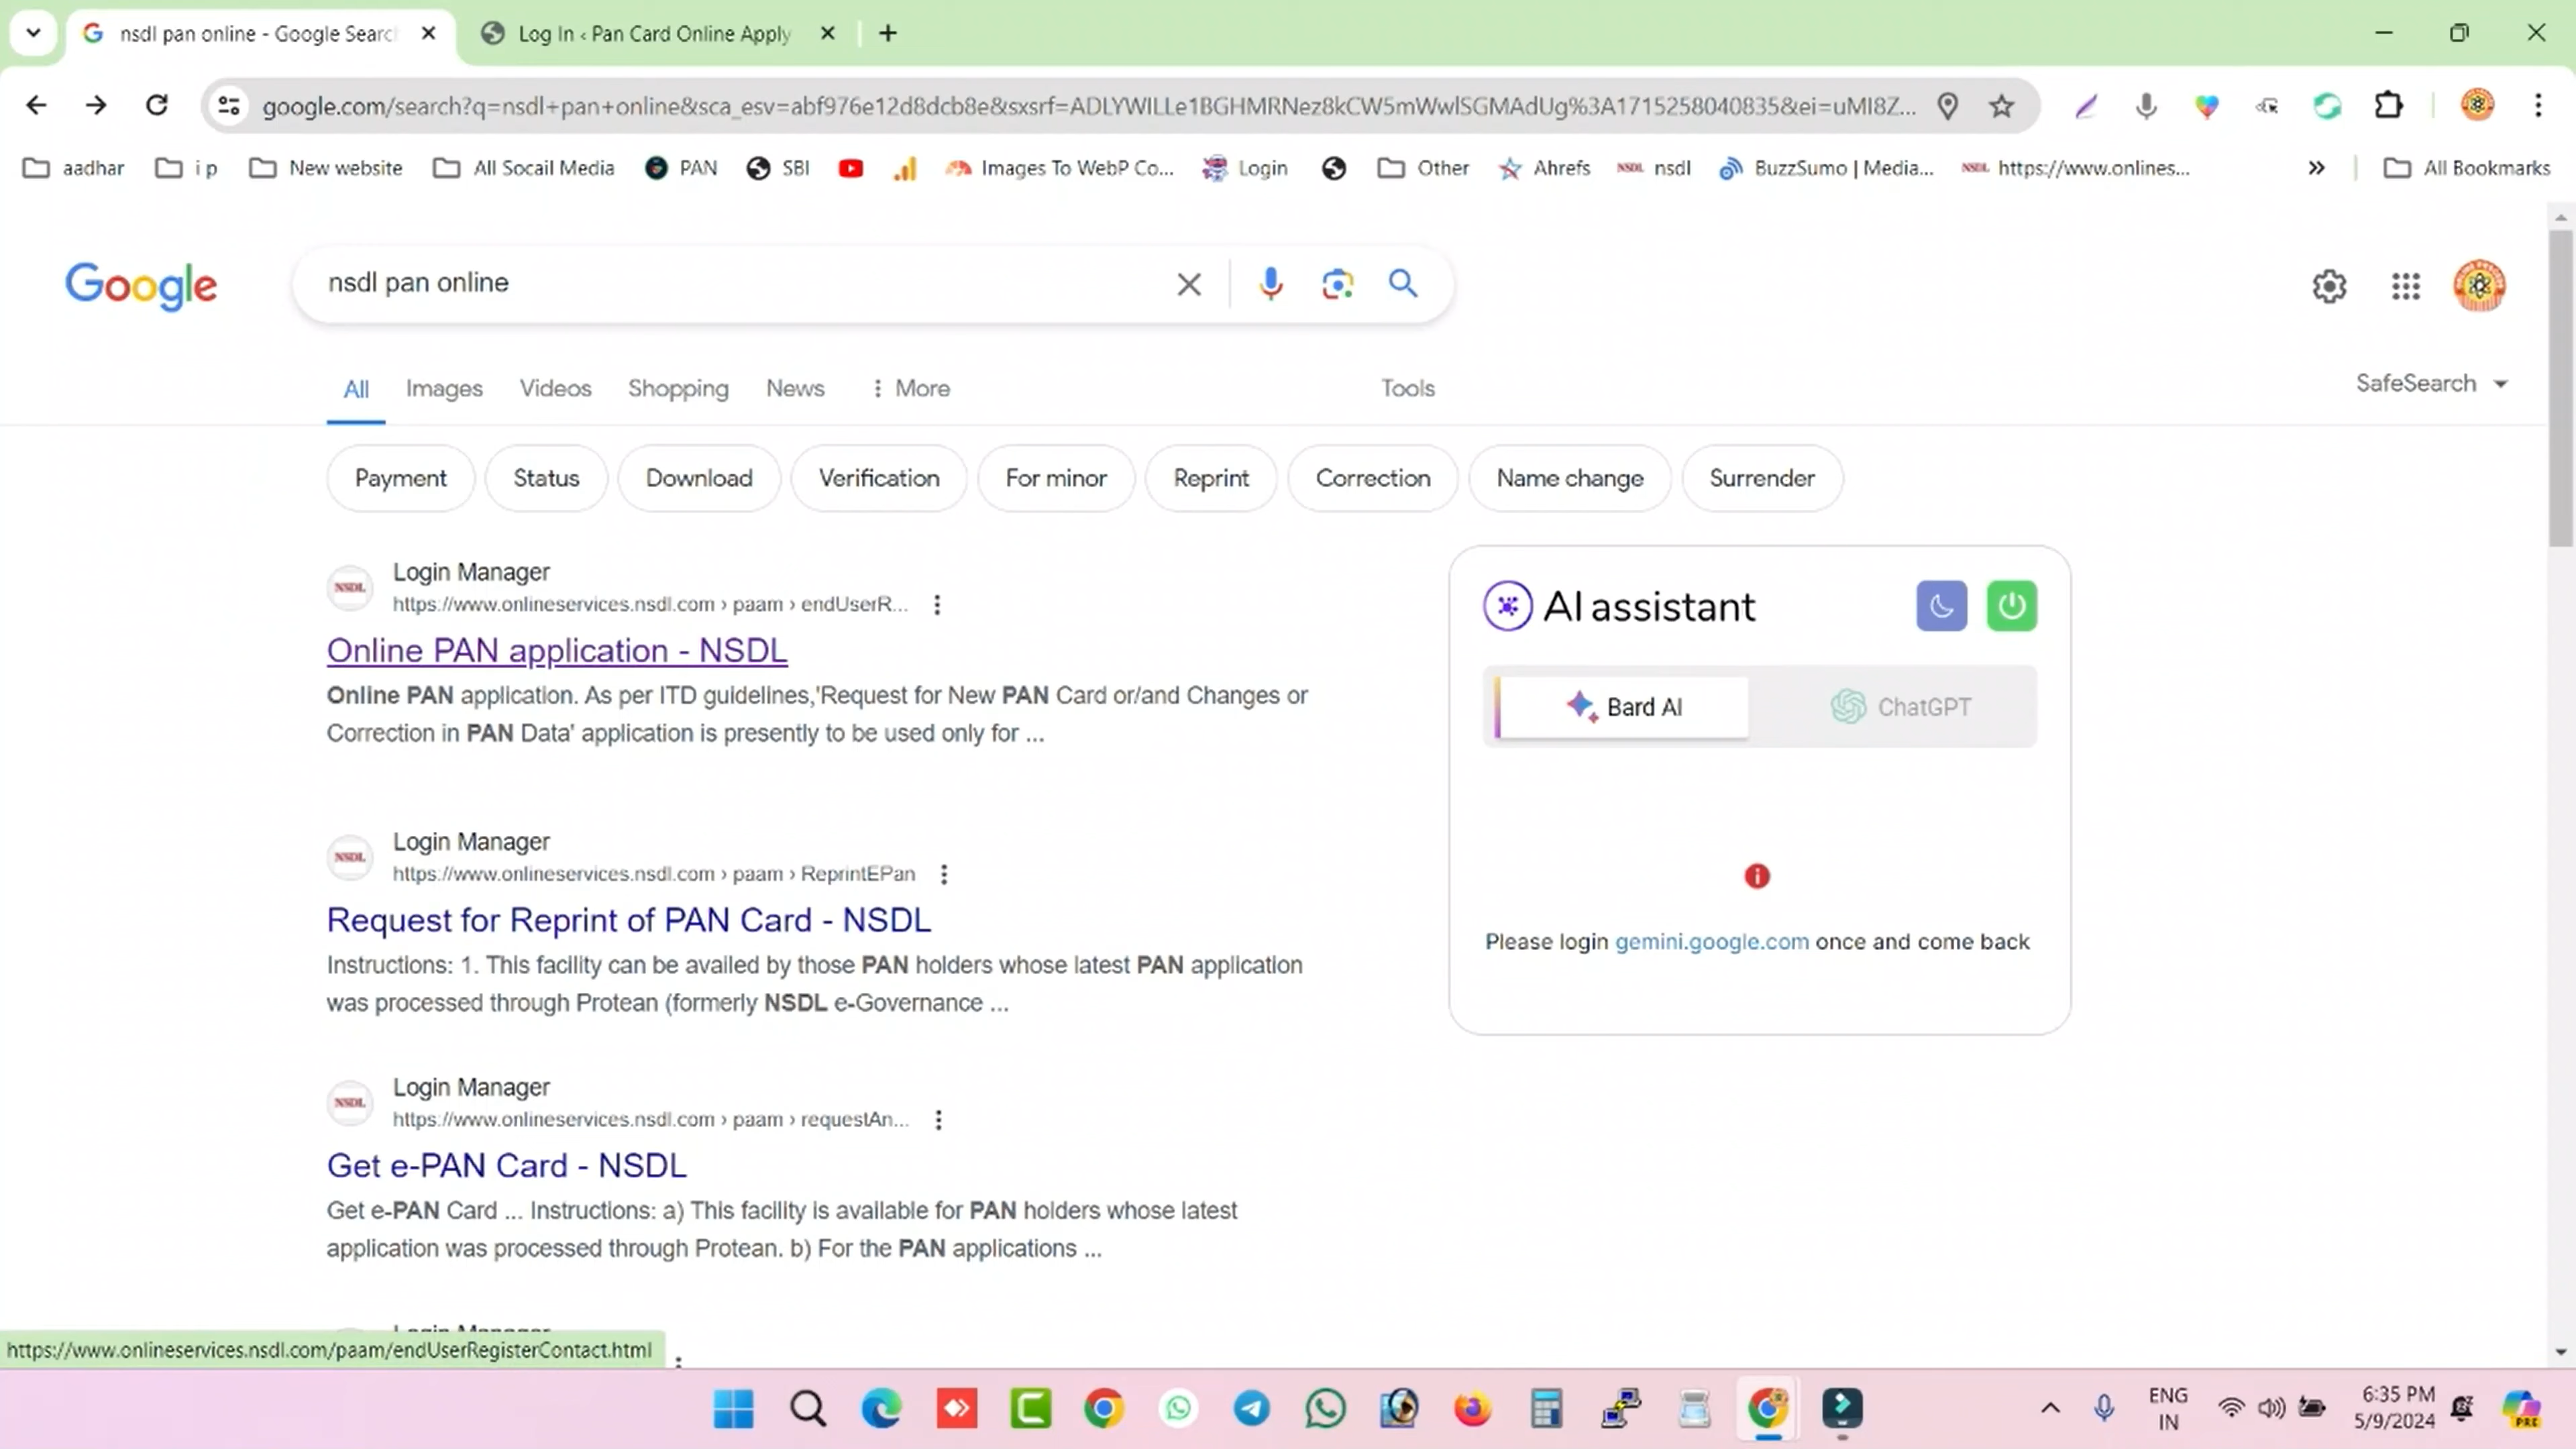 nsdl pan online - Google Search
Log In ‹ Pan Card Online Apply
google.com/search?q=nsdl+pan+online&sca_esv=abf976e12d8dcb8e&sxsrf=ADLYWILLe1BGHMRNez8kCW5mWwlSGMAdUg%3A1715258040835&ei=uMI8Z...
aadhar
i p
New website
All Socail Media
PAN
SBI
Images To WebP Co...
Login
Other
Ahrefs
NSDL nsdl
BuzzSumo | Media...
NSDL https://www.onlines...
All Bookmarks
Google
nsdl pan online
All Images Videos Shopping News More Tools
SafeSearch
Payment Status Download Verification For minor Reprint Correction Name change Surrender
NSDL
Login Manager
https://www.onlineservices.nsdl.com › paam › endUserR...
Online PAN application - NSDL
Online PAN application. As per ITD guidelines,'Request for New PAN Card or/and Changes or
Correction in PAN Data' application is presently to be used only for ...
NSDL
Login Manager
https://www.onlineservices.nsdl.com › paam › ReprintEPan
Request for Reprint of PAN Card - NSDL
Instructions: 1. This facility can be availed by those PAN holders whose latest PAN application
was processed through Protean (formerly NSDL e-Governance ...
NSDL
Login Manager
https://www.onlineservices.nsdl.com › paam › requestAn...
Get e-PAN Card - NSDL
Get e-PAN Card ... Instructions: a) This facility is available for PAN holders whose latest
application was processed through Protean. b) For the PAN applications ...
Login Manager
AI assistant
Bard AI
ChatGPT
Please login gemini.google.com once and come back
https://www.onlineservices.nsdl.com/paam/endUserRegisterContact.html
ENG
IN
6:35 PM
5/9/2024
PRE